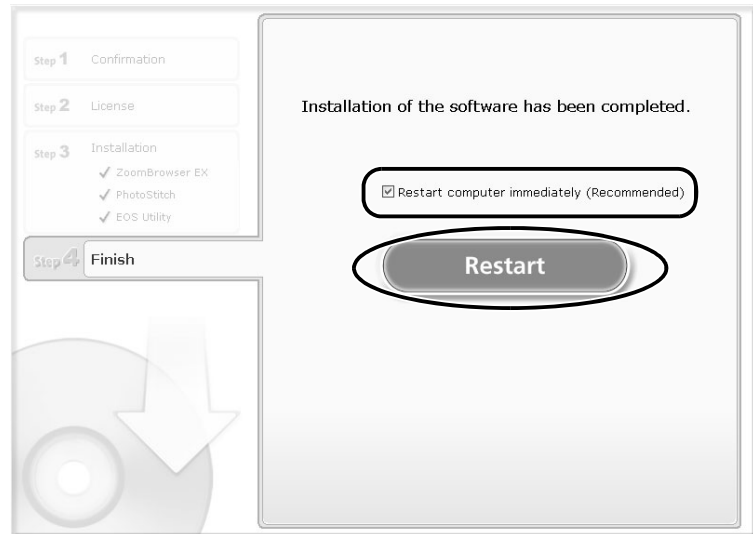 Step 1 Confirmation
Step 2 License
Step 3 Installation
ZoomBrowser EX
PhotoStitch
EOS Utility
Step 4 Finish
Installation of the software has been completed.
Restart computer immediately (Recommended)
Restart